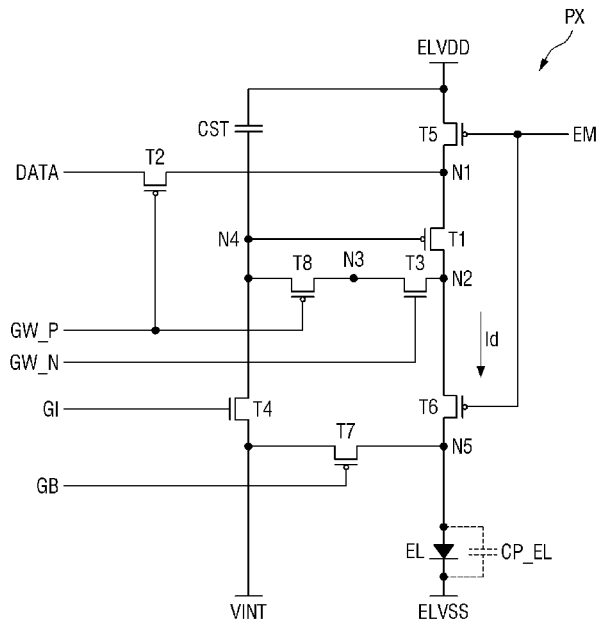 PX
ELVDD
CST
T5
EM
DATA
T2
N1
N4
T1
T8
N3
T3
N2
GW_P
Id
GW_N
GI
T4
T6
T7
N5
GB
EL
CP_EL
VINT
ELVSS